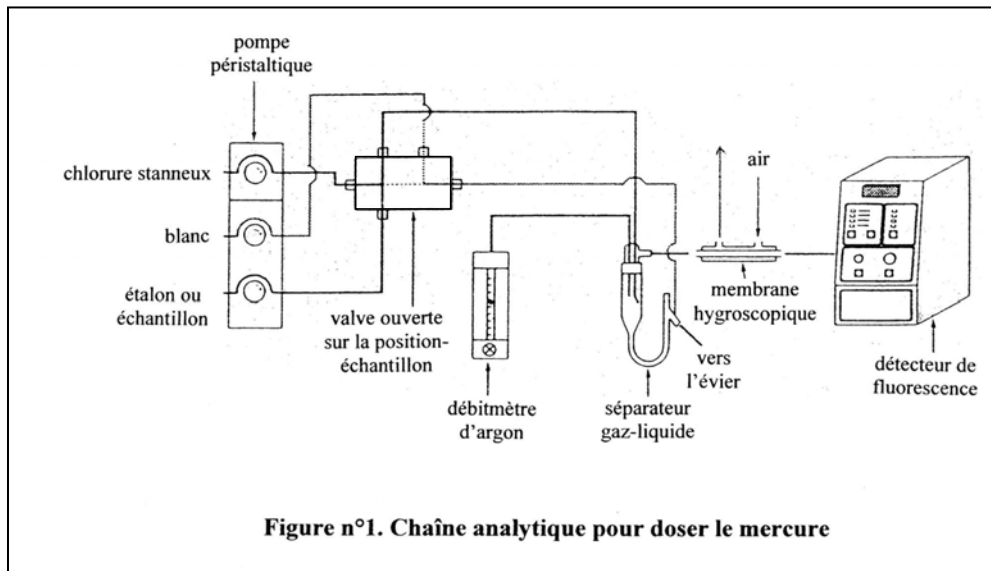 pompe
péristaltique
chlorure stanneux
blanc
étalon ou
échantillon
valve ouverte
sur la position-
échantillon
débitmètre
d'argon
séparateur
gaz-liquide
vers
l'évier
air
membrane
hygroscopique
détecteur de
fluorescence
Figure n°1. Chaîne analytique pour doser le mercure